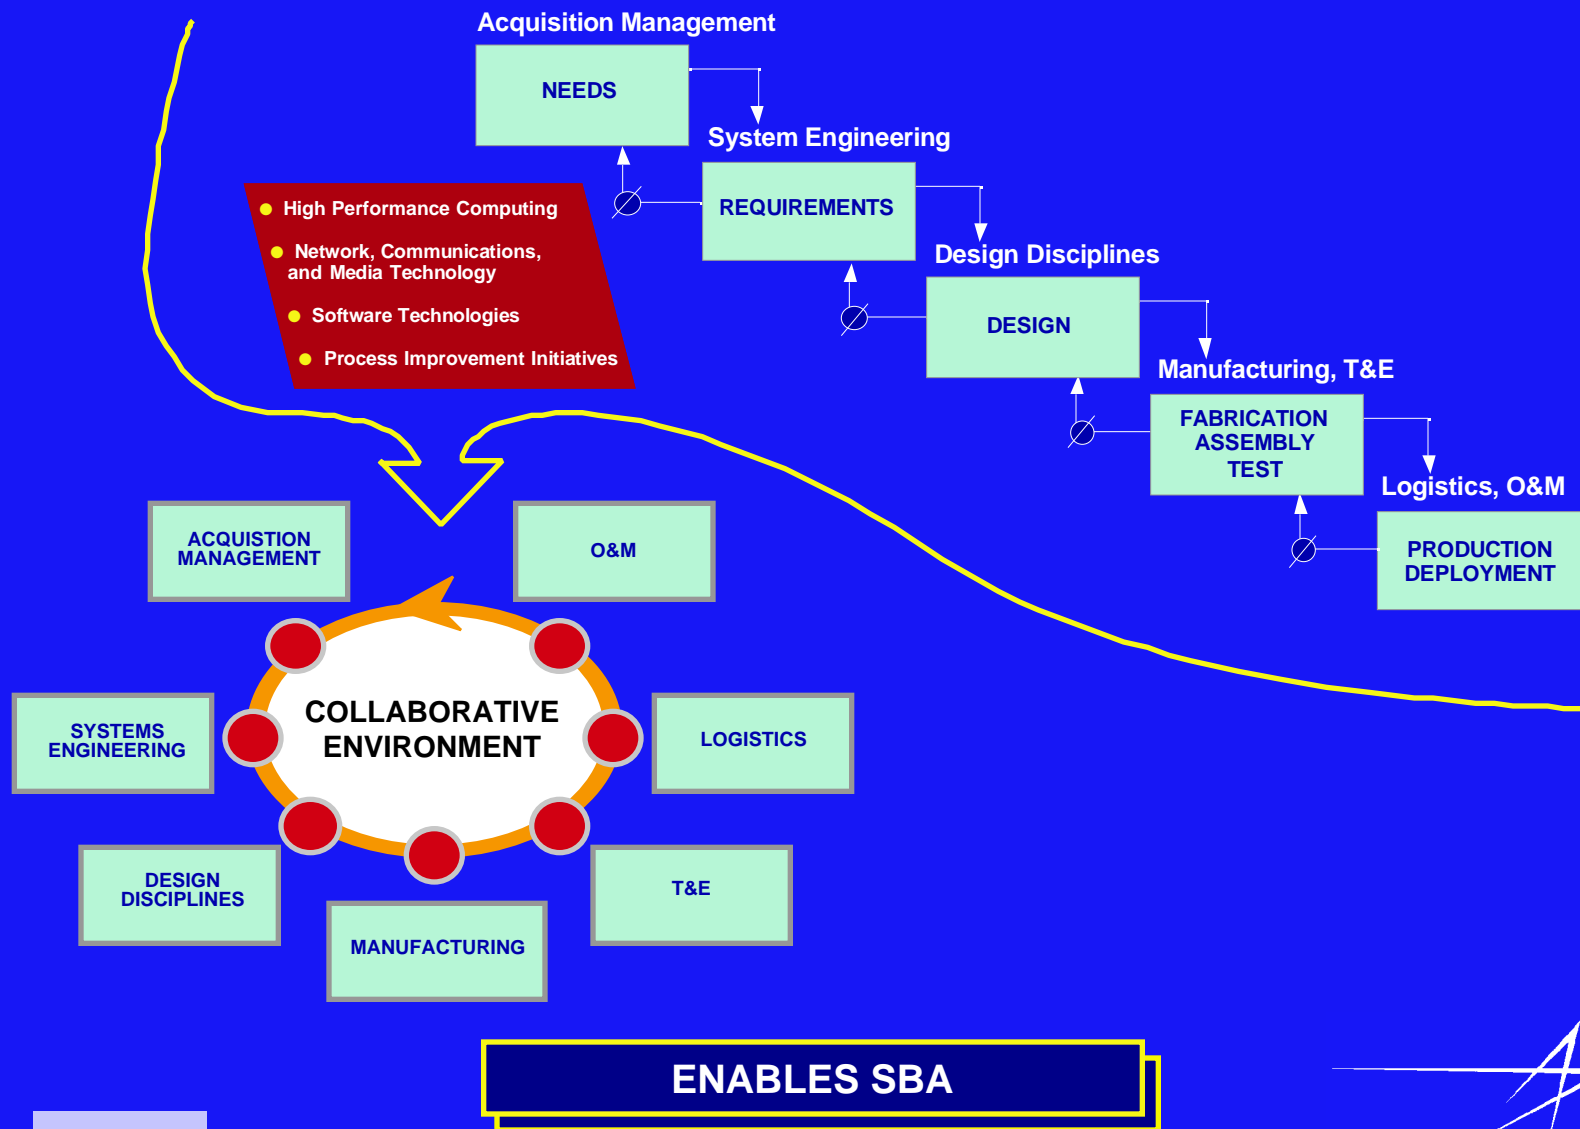 Acquisition Management
NEEDS
System Engineering
REQUIREMENTS
Design Disciplines
DESIGN
Manufacturing, T&E
FABRICATION
ASSEMBLY
TEST
Logistics, O&M
PRODUCTION
DEPLOYMENT
High Performance Computing
Network, Communications,
and Media Technology
Software Technologies
Process Improvement Initiatives
ACQUISTION
MANAGEMENT
O&M
SYSTEMS
ENGINEERING
COLLABORATIVE
ENVIRONMENT
LOGISTICS
DESIGN
DISCIPLINES
T&E
MANUFACTURING
ENABLES SBA